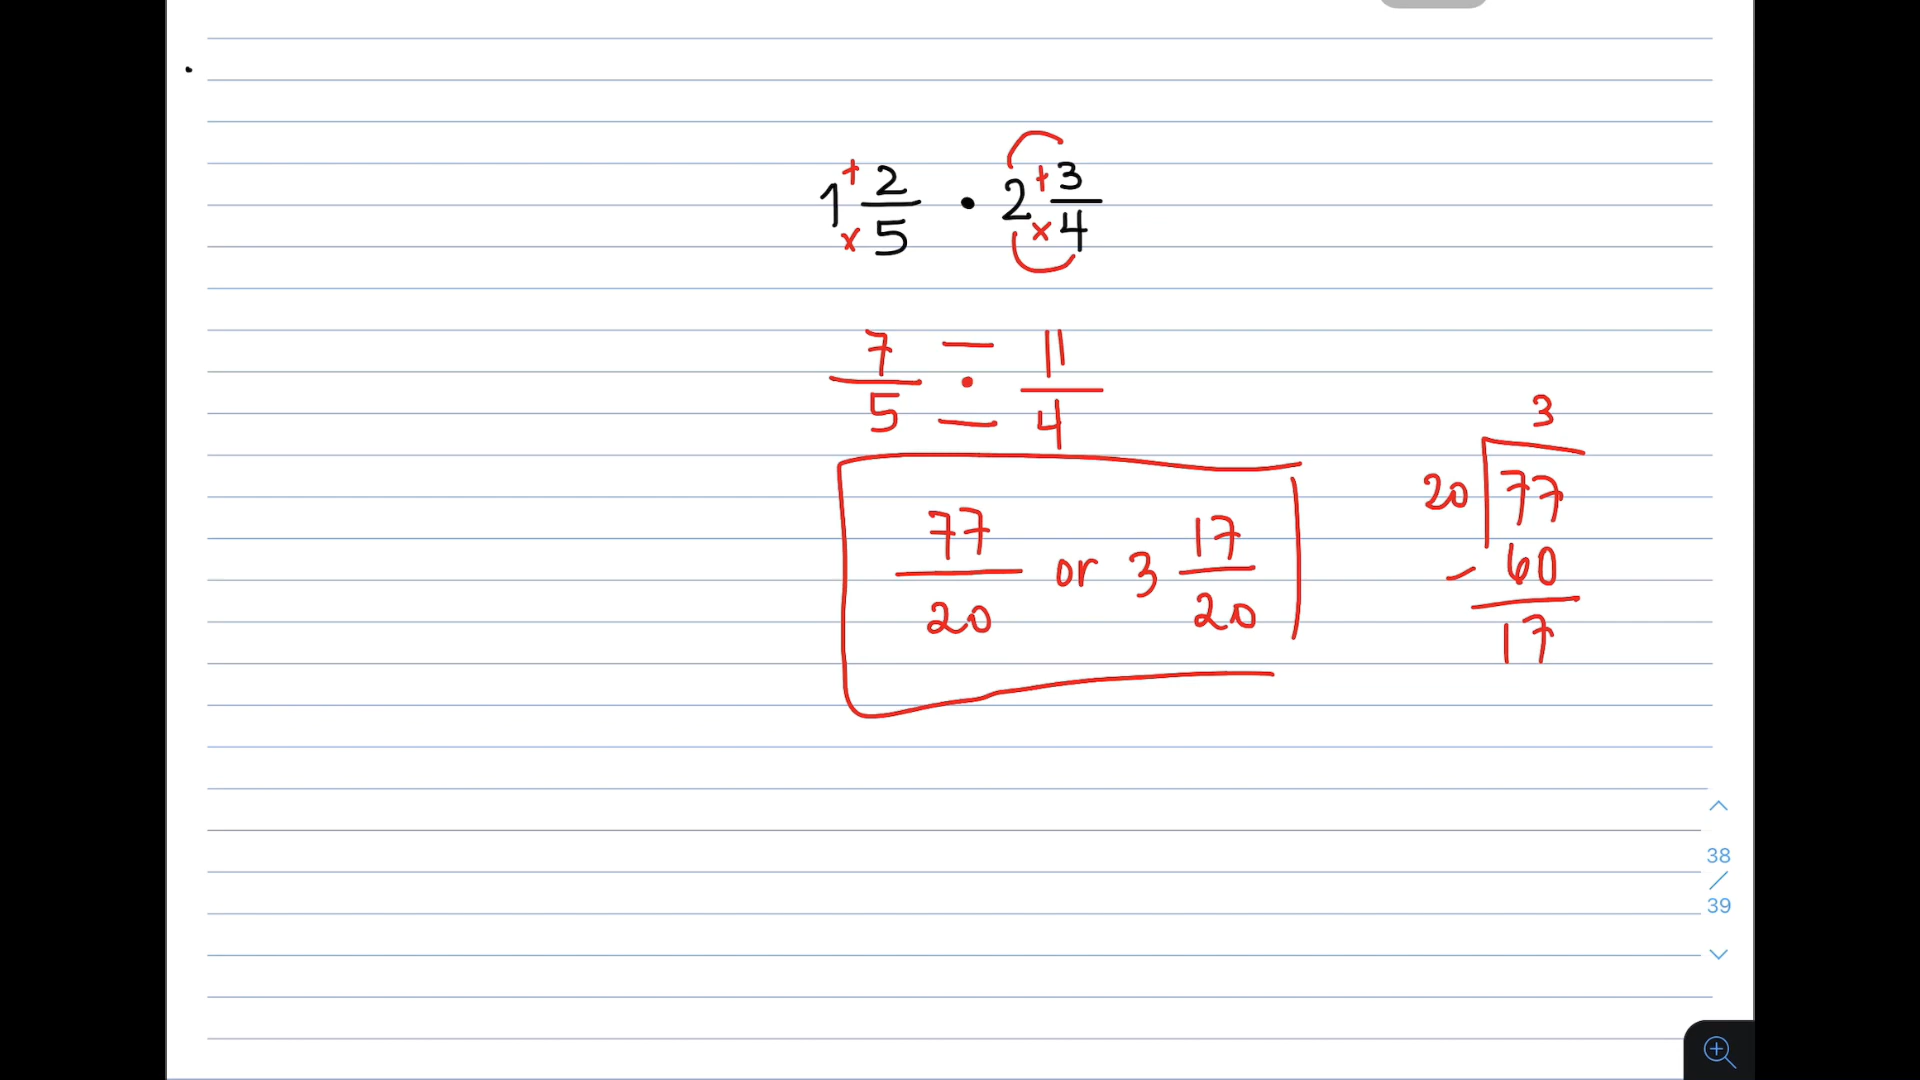 1 + 2/5 x • 2 + 3/4 x
7/5 • 11/4
77/20 or 3 17/20
3
20 77
- 60
17
38
/
39